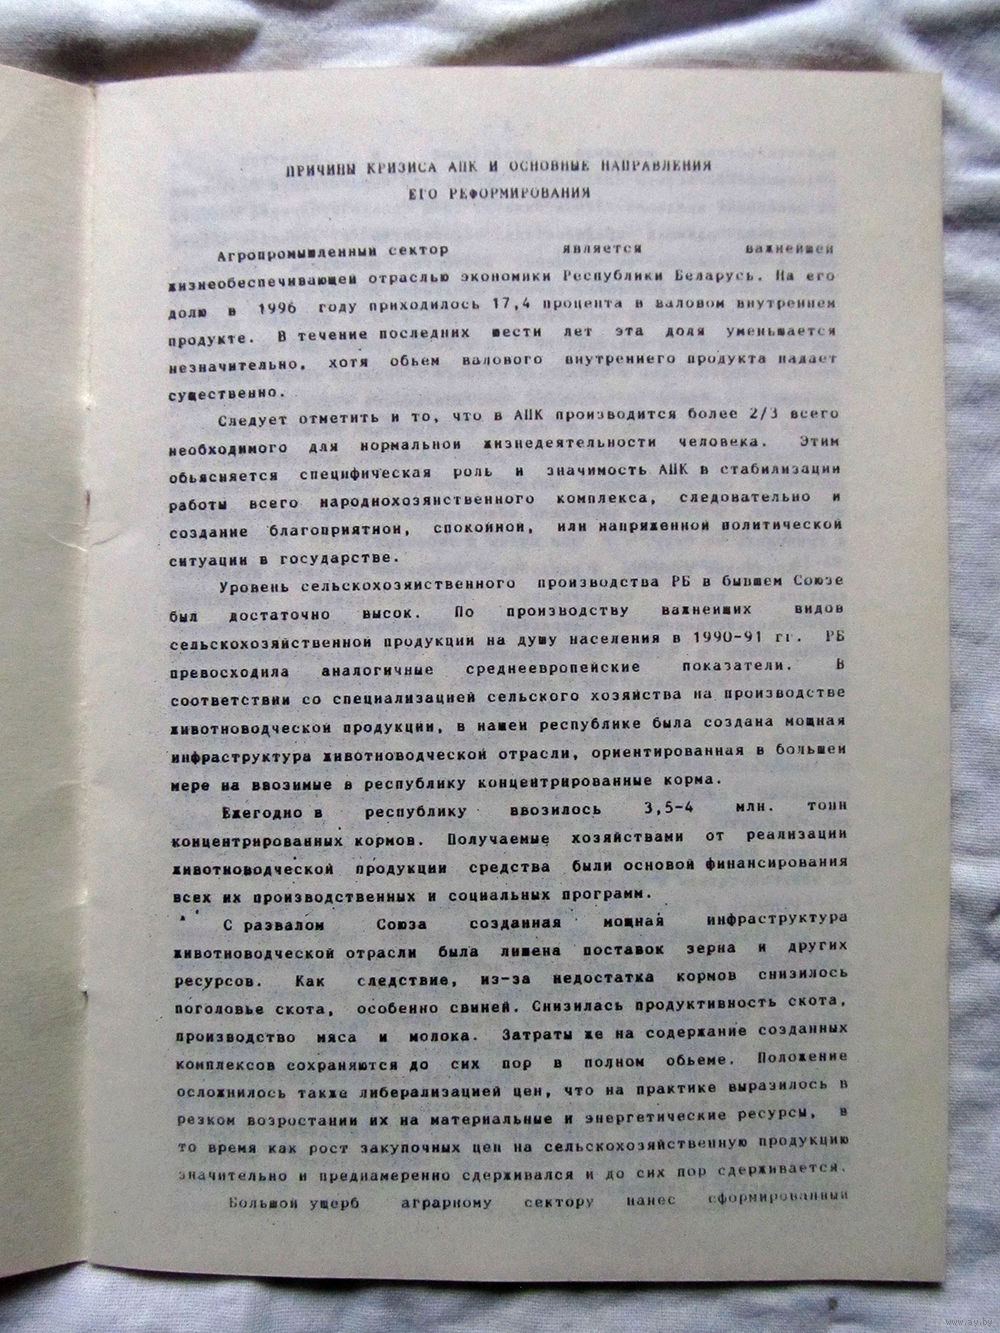 ПРИЧИНЫ КРИЗИСА АПК И ОСНОВНЫЕ НАПРАВЛЕНИЯ
ЕГО РЕФОРМИРОВАНИЯ
Агропромышленный сектор является важнейшей
жизнеобеспечивающей отраслью экономики Республики Беларусь. На его
долю в 1996 году приходилось 17,4 процента в валовом внутреннем
продукте. В течение последних шести лет эта доля уменьшается
незначительно, хотя обьем валового внутреннего продукта падает
существенно.
Следует отметить и то, что в АПК производится более 2/3 всего
необходимого для нормальной жизнедеятельности человека. Этим
обьясняется специфическая роль и значимость АПК в стабилизации
работы всего народнохозянственного комплекса, следовательно и
создание благоприятной, спокойной, или напряженной политической
ситуации в государстве.
Уровень сельскохозяйственного производства РБ в бывшем Союзе
был достаточно высок. По производству важнейших видов
сельскохозяйственной продукции на душу населения в 1990-91 гг. РБ
превосходила аналогичные среднеевропейские показатели. В
соответствии со специализацией сельского хозяйства на производстве
животноводческой продукции, в нашей республике была создана мощная
инфраструктура животноводческой отрасли, ориентированная в большей
мере на ввозимые в республику концентрированные корма.
Ежегодно в республику ввозилось 3,5-4 млн. тонн
концентрированных кормов. Получаемые хозяйствами от реализации
животноводческой продукции средства были основой финансирования
всех их производственных и социальных программ.
С развалом Союза созданная мощная инфраструктура
животноводческой отрасли была лишена поставок зерна и других
ресурсов. Как следствие, из-за недостатка кормов снизилось
поголовье скота, особенно свиней. Снизилась продуктивность скота,
производство мяса и молока. Затраты же на содержание созданных
комплексов сохраняются до сих пор в полном обьеме. Положение
осложнилось также либерализацией цен, что на практике выразилось в
резком возростании их на материальные и энергетические ресурсы, в
то время как рост закупочных цен на сельскохозяйственную продукцию
значительно и преднамеренно сдерживался и до сих пор сдерживается.
Большой ущерб аграрному сектору нанес сформированный
www.ay.by